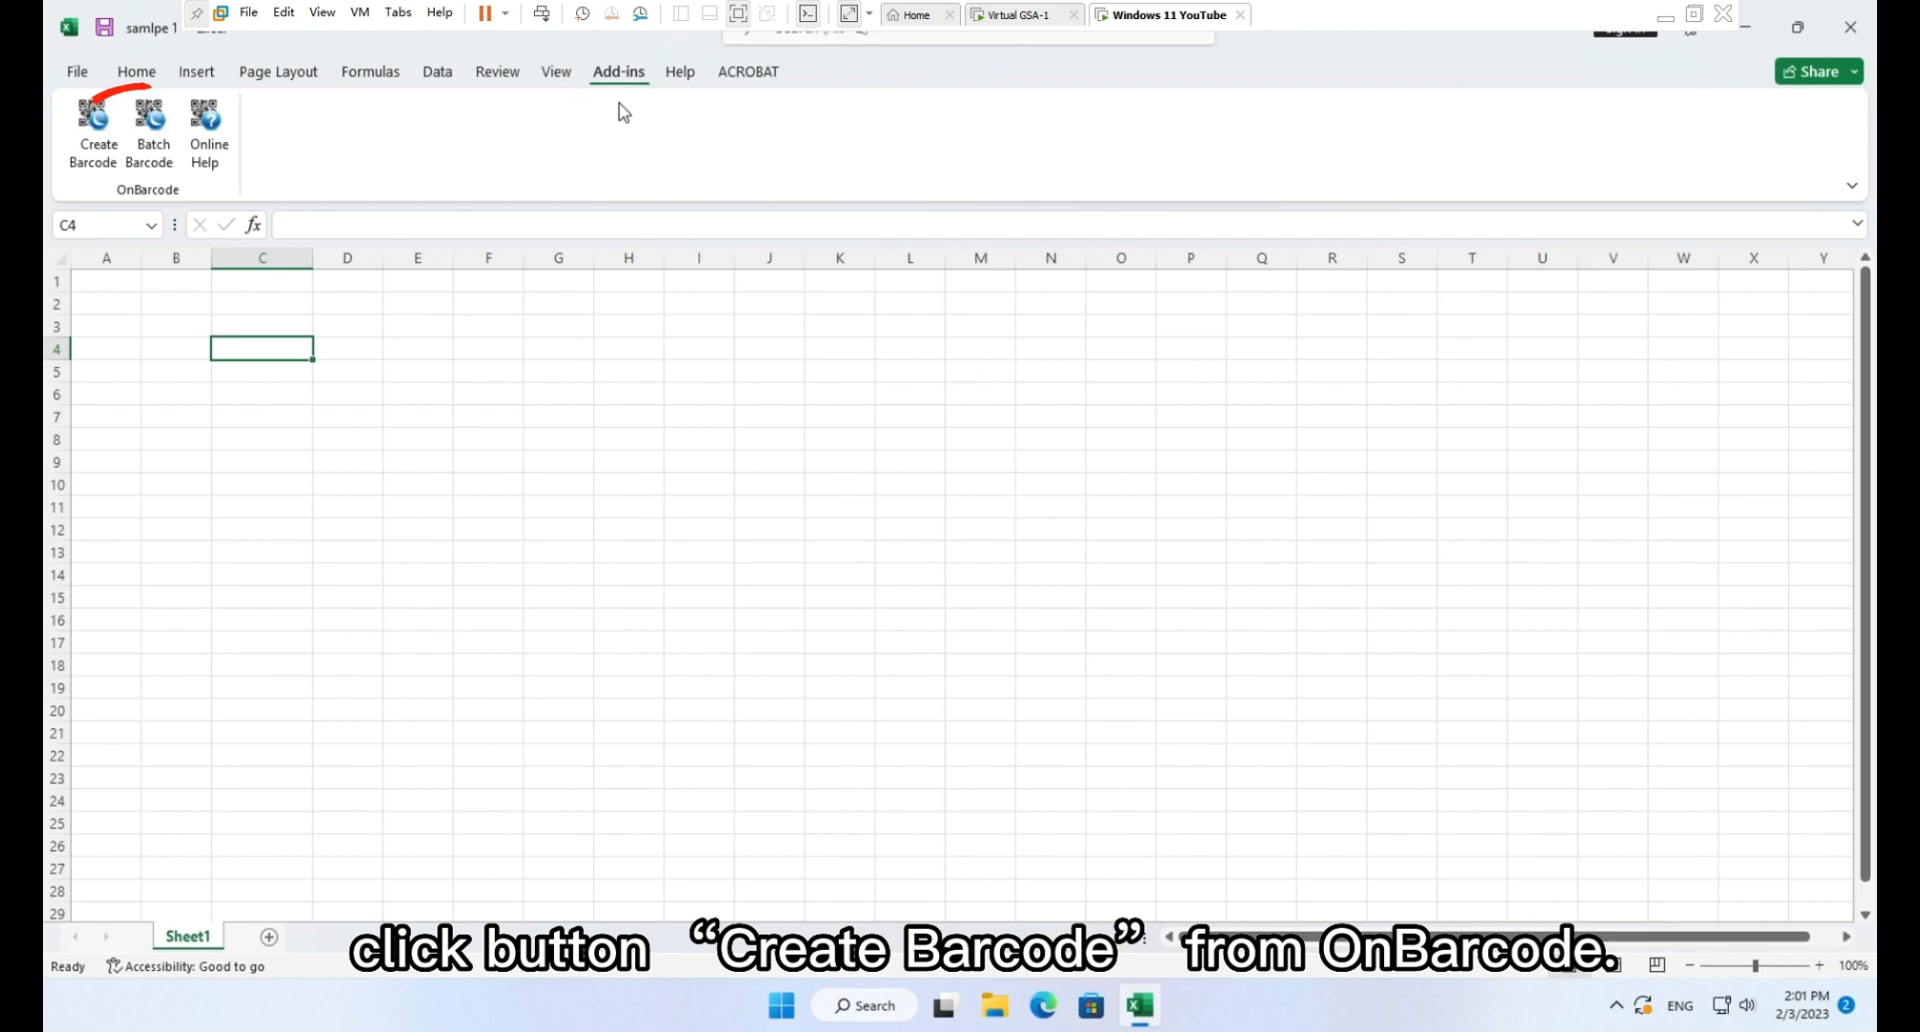 File Edit View VM Tabs Help Home Virtual GSA-1 Windows 11 YouTube
samlpe 1
File Home Insert Page Layout Formulas Data Review View Add-ins Help ACROBAT Share
Create Barcode
Batch Barcode
Online Help
OnBarcode
C4 fx
A B C D E F G H I J K L M N O P Q R S T U V W X Y
1
2
3
4
5
6
7
8
9
10
11
12
13
14
15
16
17
18
19
20
21
22
23
24
25
26
27
28
29
Sheet1
click button “Create Barcode” from OnBarcode.
Ready Accessibility: Good to go 100%
Search ENG 2:01 PM
2/3/2023 2